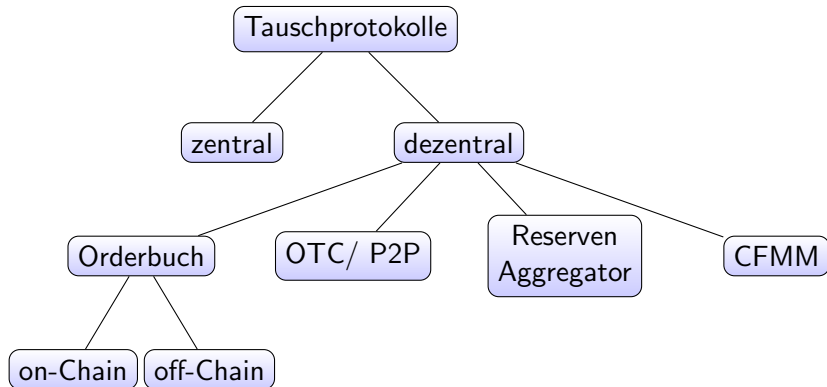 Tauschprotokolle
zentral
dezentral
Orderbuch
OTC/ P2P
Reserven
Aggregator
CFMM
on-Chain
off-Chain